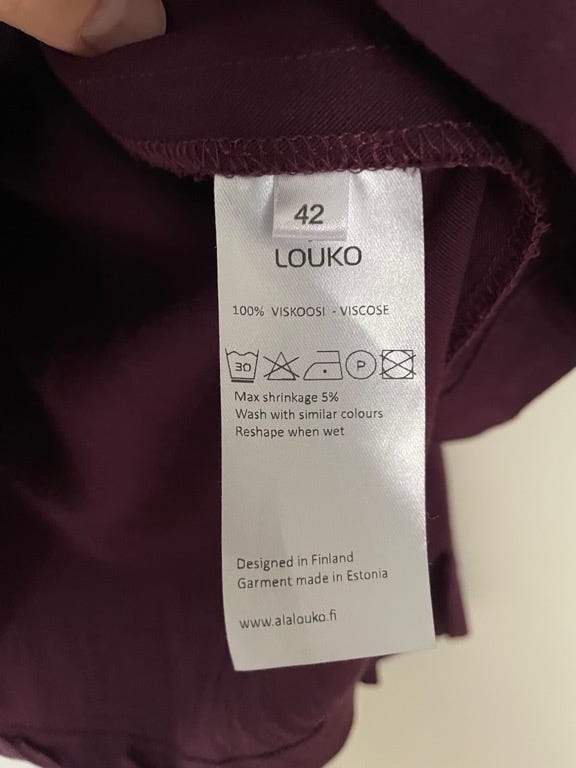 42
LOUKO
100% VISKOOSI - VISCOSE
30 P
Max shrinkage 5%
Wash with similar colours
Reshape when wet
Designed in Finland
Garment made in Estonia
www.alalouko.fi